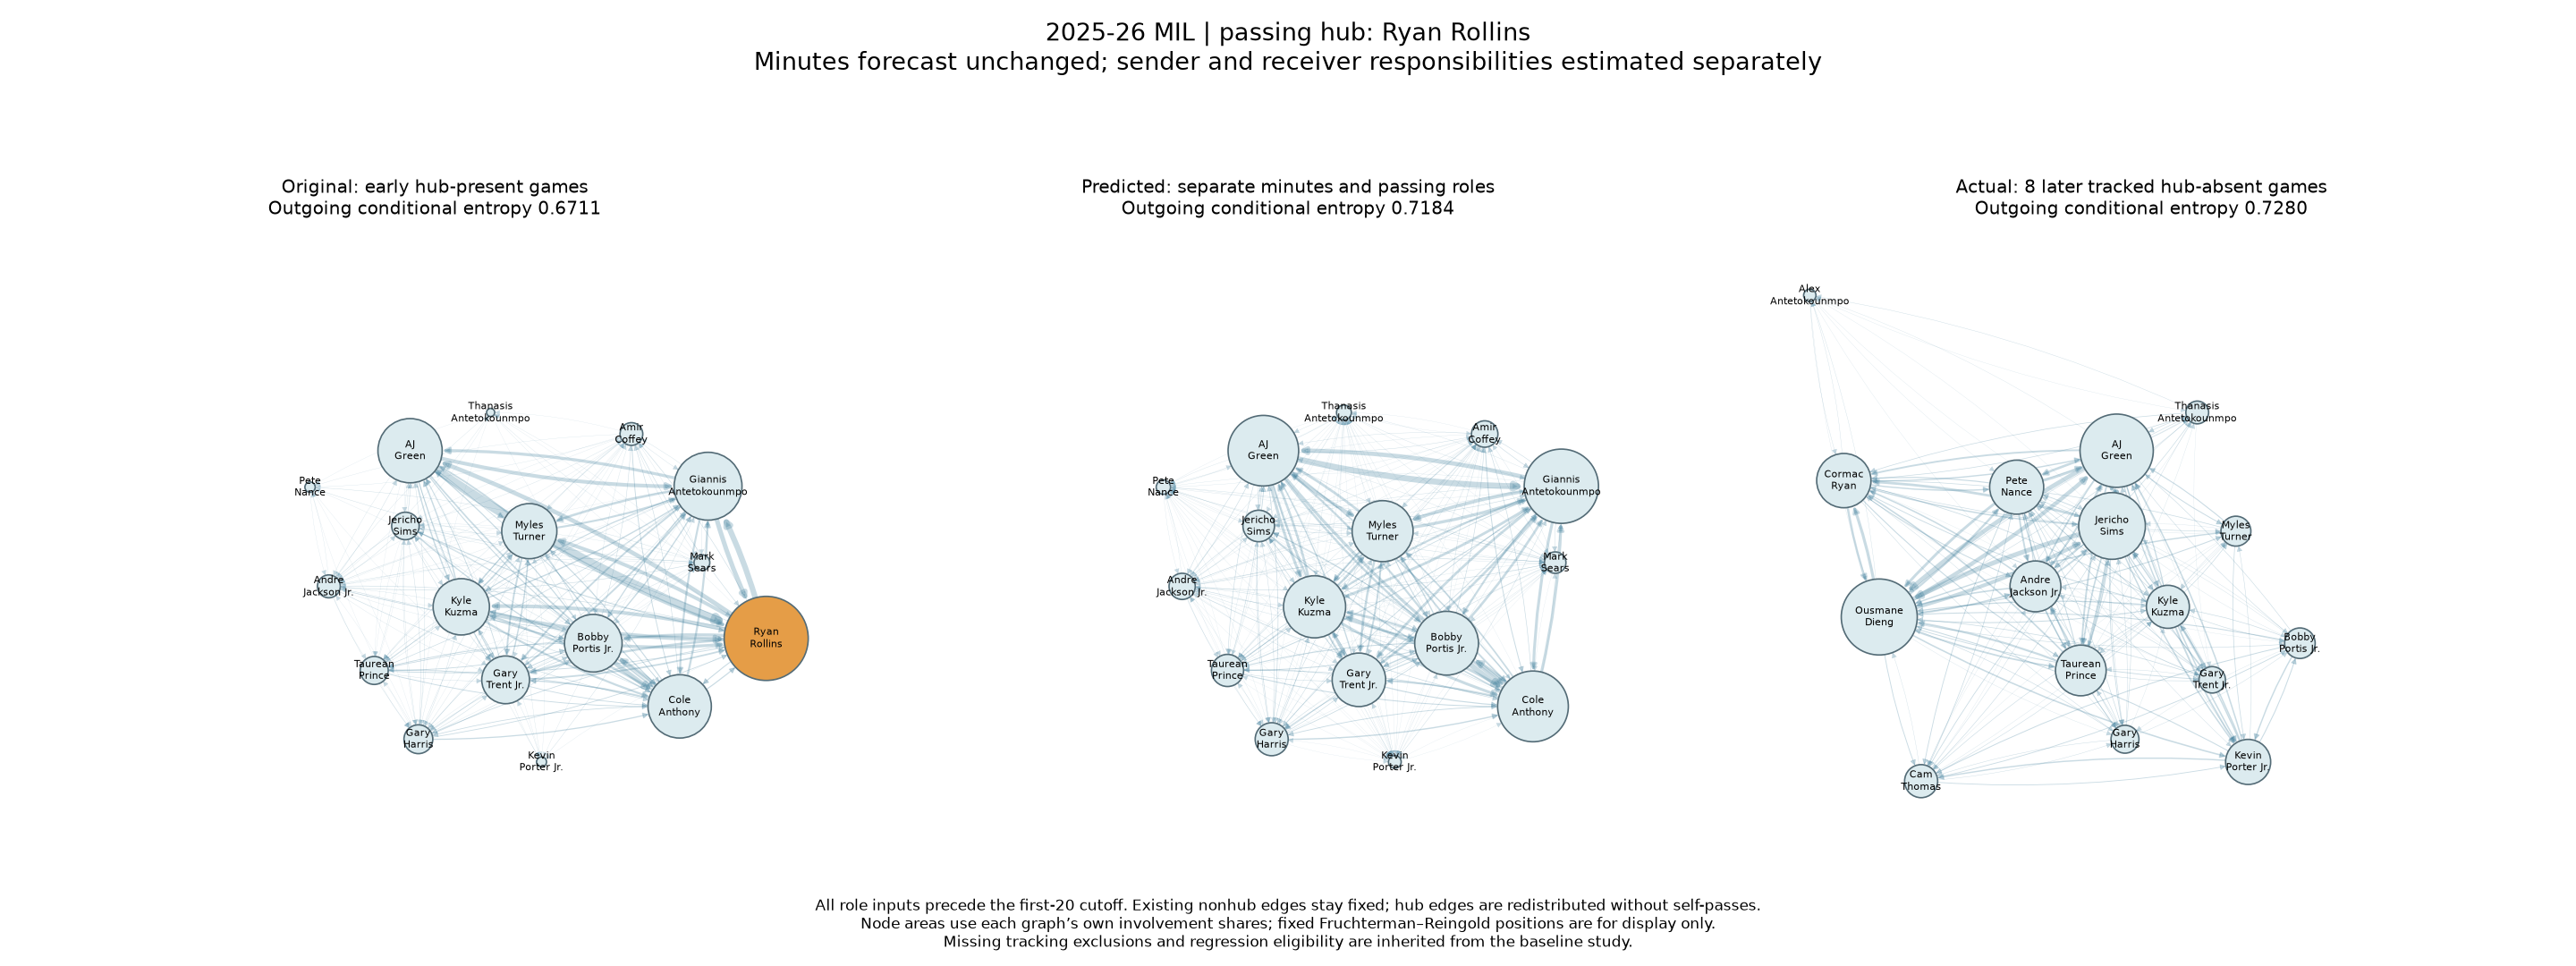 2025-26 MIL | passing hub: Ryan Rollins
Minutes forecast unchanged; sender and receiver responsibilities estimated separately
Original: early hub-present games
Outgoing conditional entropy 0.6711
Thanasis
Antetokounmpo
AJ
Green
Amir
Coffey
Pete
Nance
Giannis
Antetokounmpo
Jericho
Sims
Myles
Turner
Mark
Sears
Andre
Jackson Jr.
Kyle
Kuzma
Ryan
Rollins
Bobby
Portis Jr.
Taurean
Prince
Gary
Trent Jr.
Cole
Anthony
Gary
Harris
Kevin
Porter Jr.
Predicted: separate minutes and passing roles
Outgoing conditional entropy 0.7184
Thanasis
Antetokounmpo
AJ
Green
Amir
Coffey
Pete
Nance
Giannis
Antetokounmpo
Jericho
Sims
Myles
Turner
Mark
Sears
Andre
Jackson Jr.
Kyle
Kuzma
Bobby
Portis Jr.
Taurean
Prince
Gary
Trent Jr.
Cole
Anthony
Gary
Harris
Kevin
Porter Jr.
Actual: 8 later tracked hub-absent games
Outgoing conditional entropy 0.7280
Alex
Antetokounmpo
Thanasis
Antetokounmpo
AJ
Green
Cormac
Ryan
Pete
Nance
Jericho
Sims
Myles
Turner
Andre
Jackson Jr.
Kyle
Kuzma
Ousmane
Dieng
Bobby
Portis Jr.
Taurean
Prince
Gary
Trent Jr.
Gary
Harris
Kevin
Porter Jr.
Cam
Thomas
All role inputs precede the first-20 cutoff. Existing nonhub edges stay fixed; hub edges are redistributed without self-passes.
Node areas use each graph’s own involvement shares; fixed Fruchterman–Reingold positions are for display only.
Missing tracking exclusions and regression eligibility are inherited from the baseline study.